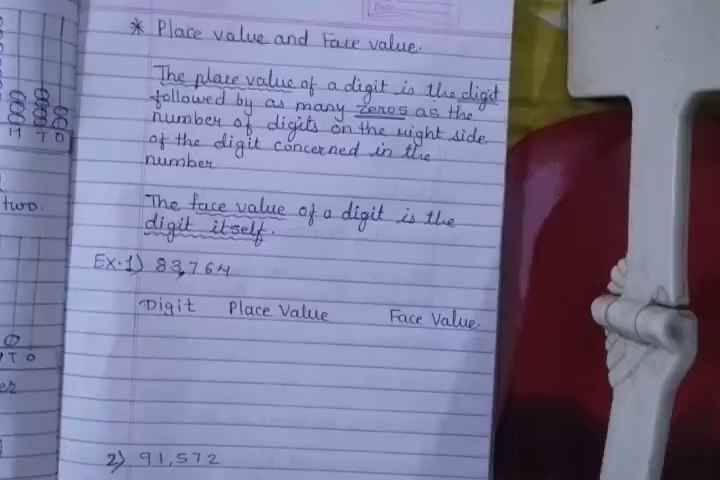 * Place value and Face value.
The place value of a digit is the digit
followed by as many zeros as the
number of digits on the right side
of the digit concerned in the
number
The face value of a digit is the
digit itself.
Ex.1) 83,764
Digit Place Value Face Value.
2) 91,572
H T O
two.
T O